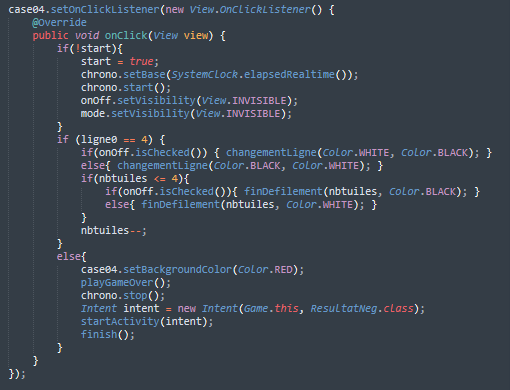 case04.setOnClickListener(new View.OnClickListener() {
    @Override
    public void onClick(View view) {
        if(!start){
            start = true;
            chrono.setBase(SystemClock.elapsedRealtime());
            chrono.start();
            onOff.setVisibility(View.INVISIBLE);
            mode.setVisibility(View.INVISIBLE);
        }
        if (ligne0 == 4) {
            if(onOff.isChecked()) { changementLigne(Color.WHITE, Color.BLACK); }
            else{ changementLigne(Color.BLACK, Color.WHITE); }
            if(nbtuiles <= 4){
                if(onOff.isChecked()){ finDefilement(nbtuiles, Color.BLACK); }
                else{ finDefilement(nbtuiles, Color.WHITE); }
            }
            nbtuiles--;
        }
        else{
            case04.setBackgroundColor(Color.RED);
            playGameOver();
            chrono.stop();
            Intent intent = new Intent(Game.this, ResultatNeg.class);
            startActivity(intent);
            finish();
        }
    }
});